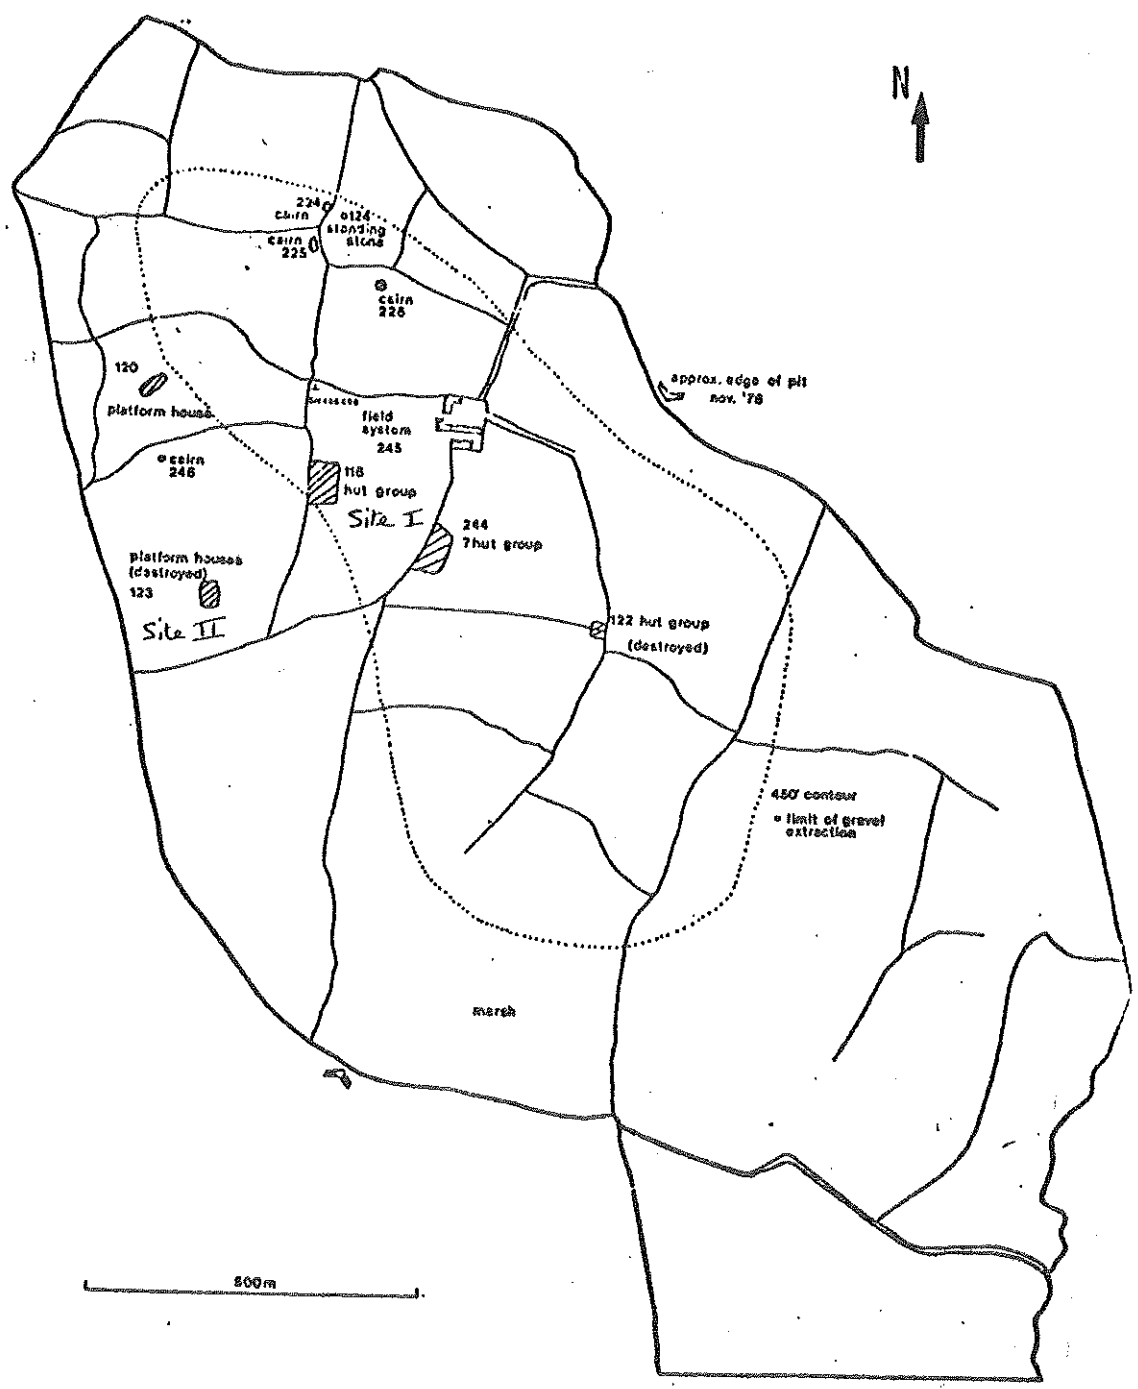 N
224
cairn
o124
standing
stone
cairn
225
cairn
226
approx. edge of pit
nov. '78
120
platform house
field
system
245
cairn
246
118
hut group
Site I
244
?hut group
platform houses
(destroyed)
123
Site II
122 hut group
(destroyed)
450' contour
= limit of gravel
extraction
marsh
500m